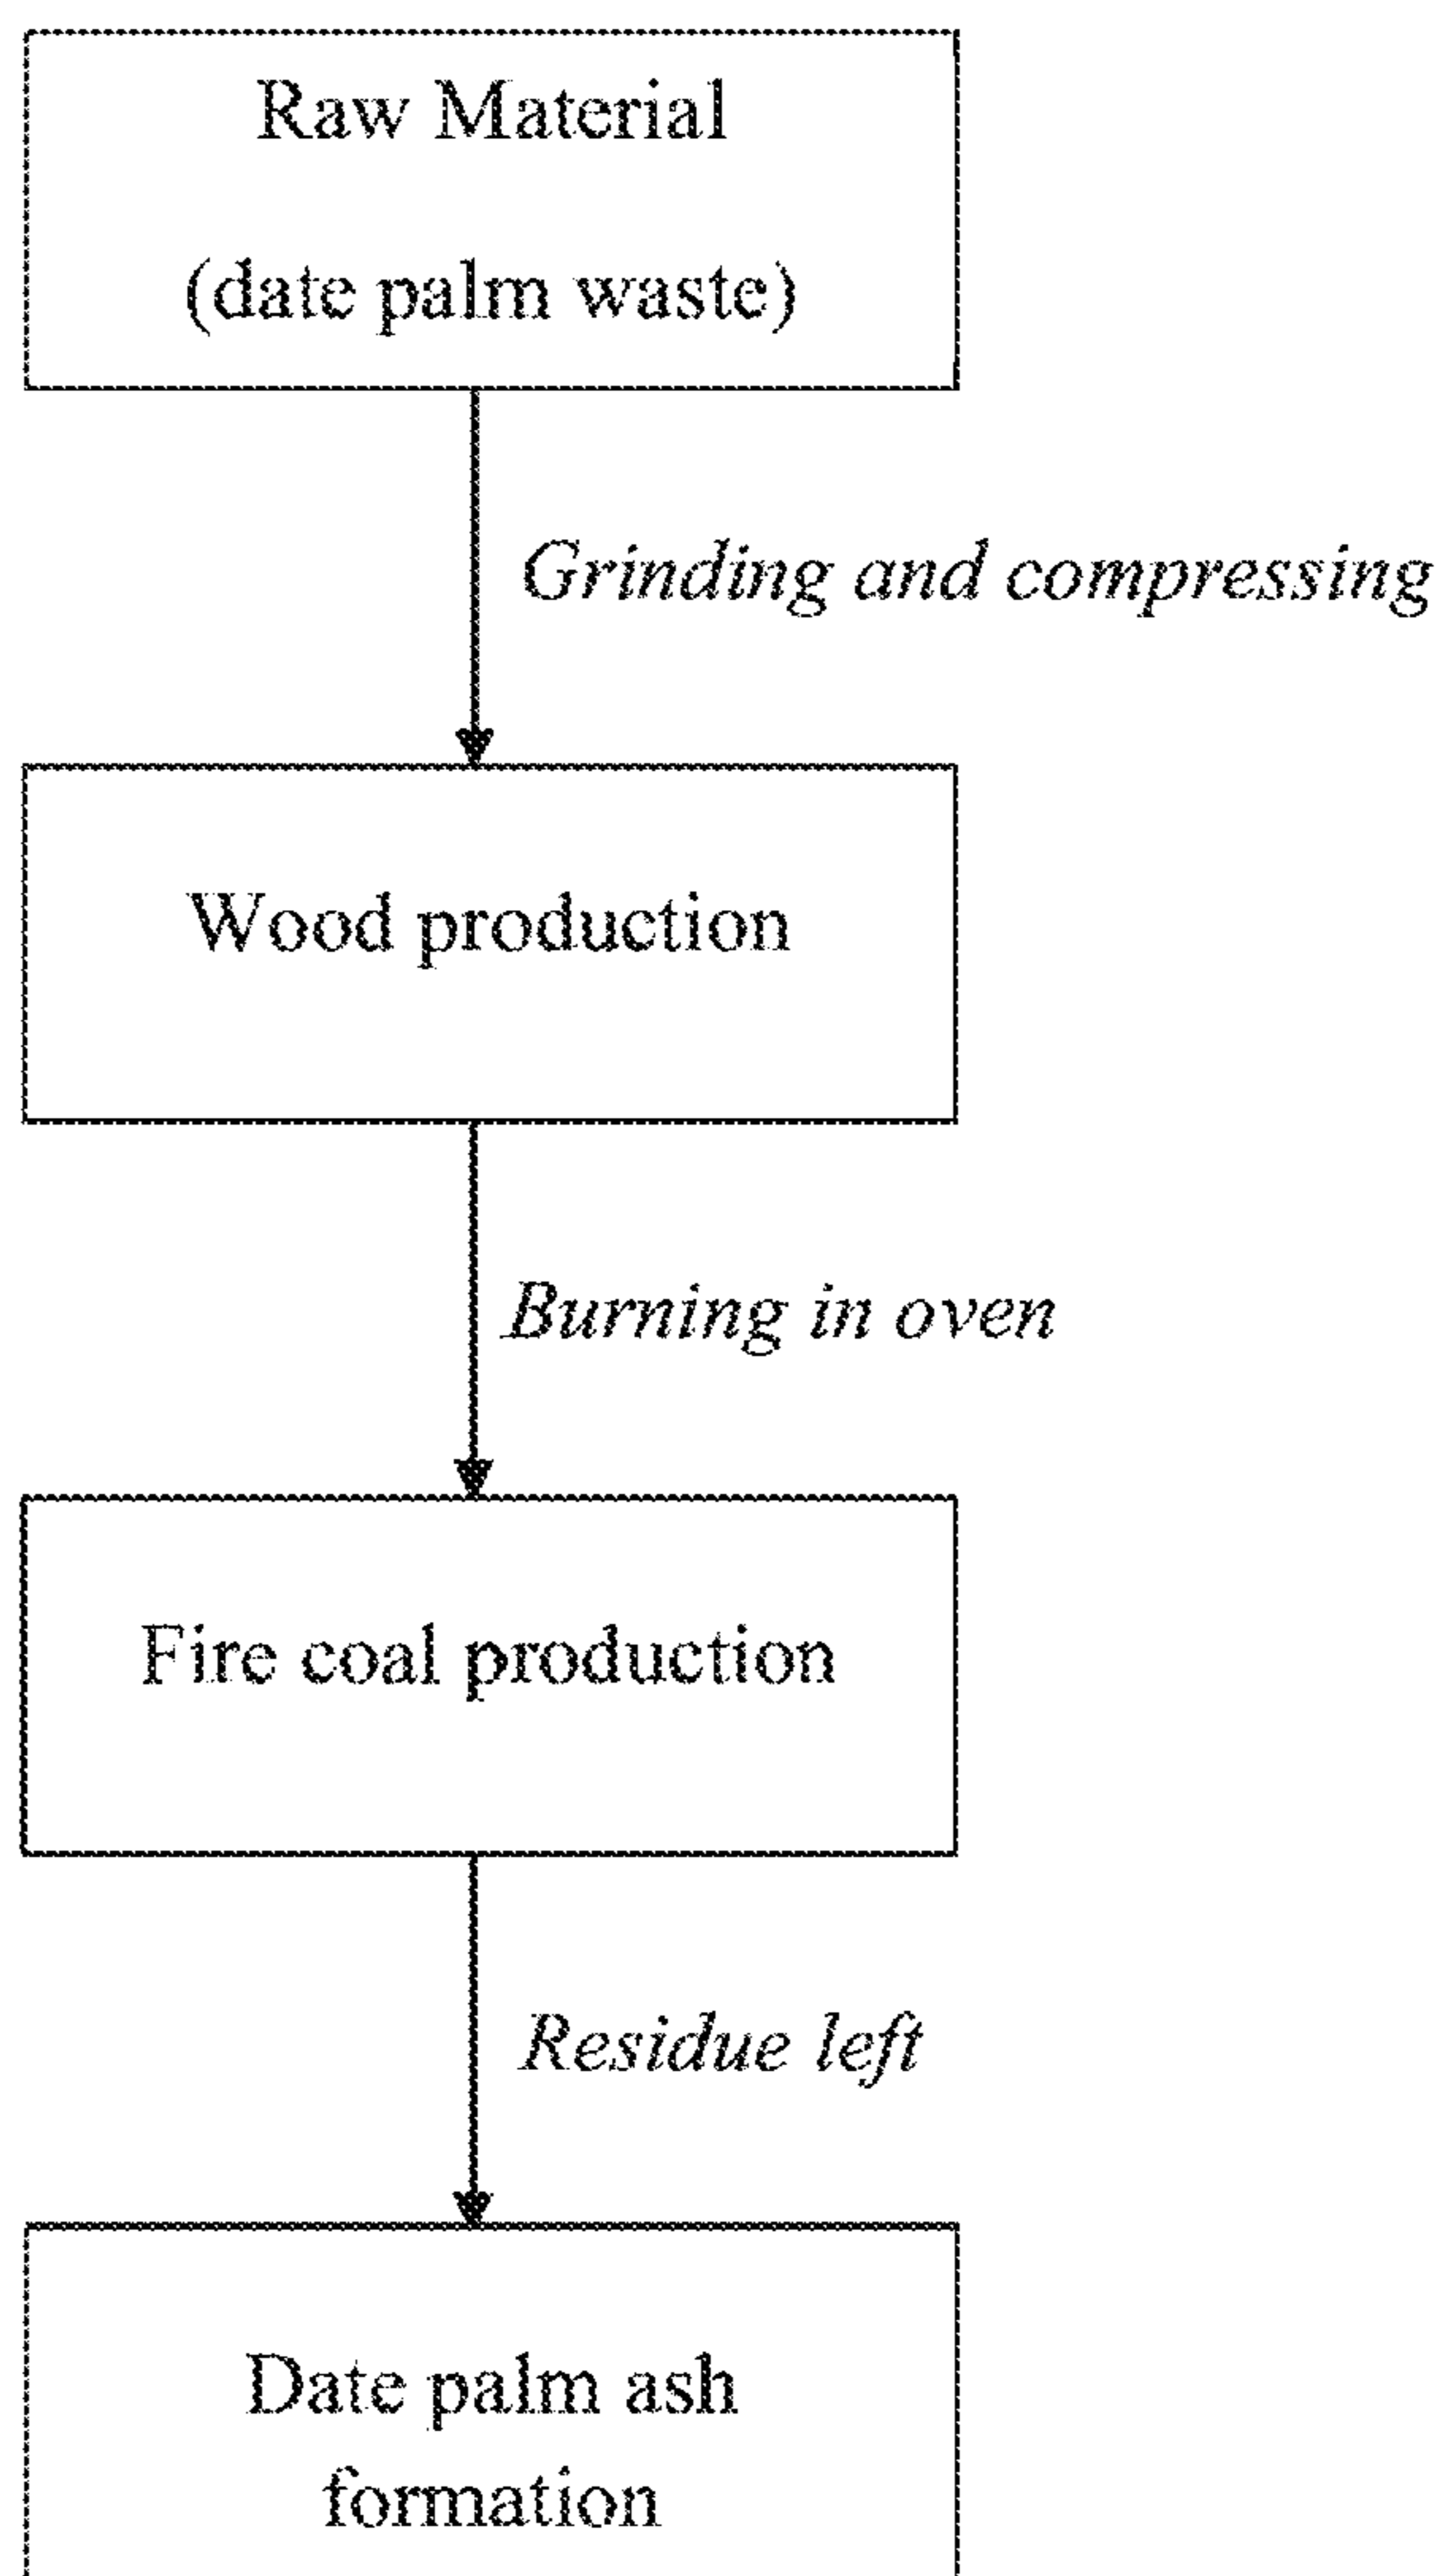 Raw Material
(date palm waste)
Grinding and compressing
Wood production
Burning in oven
Fire coal production
Residue left
Date palm ash
formation